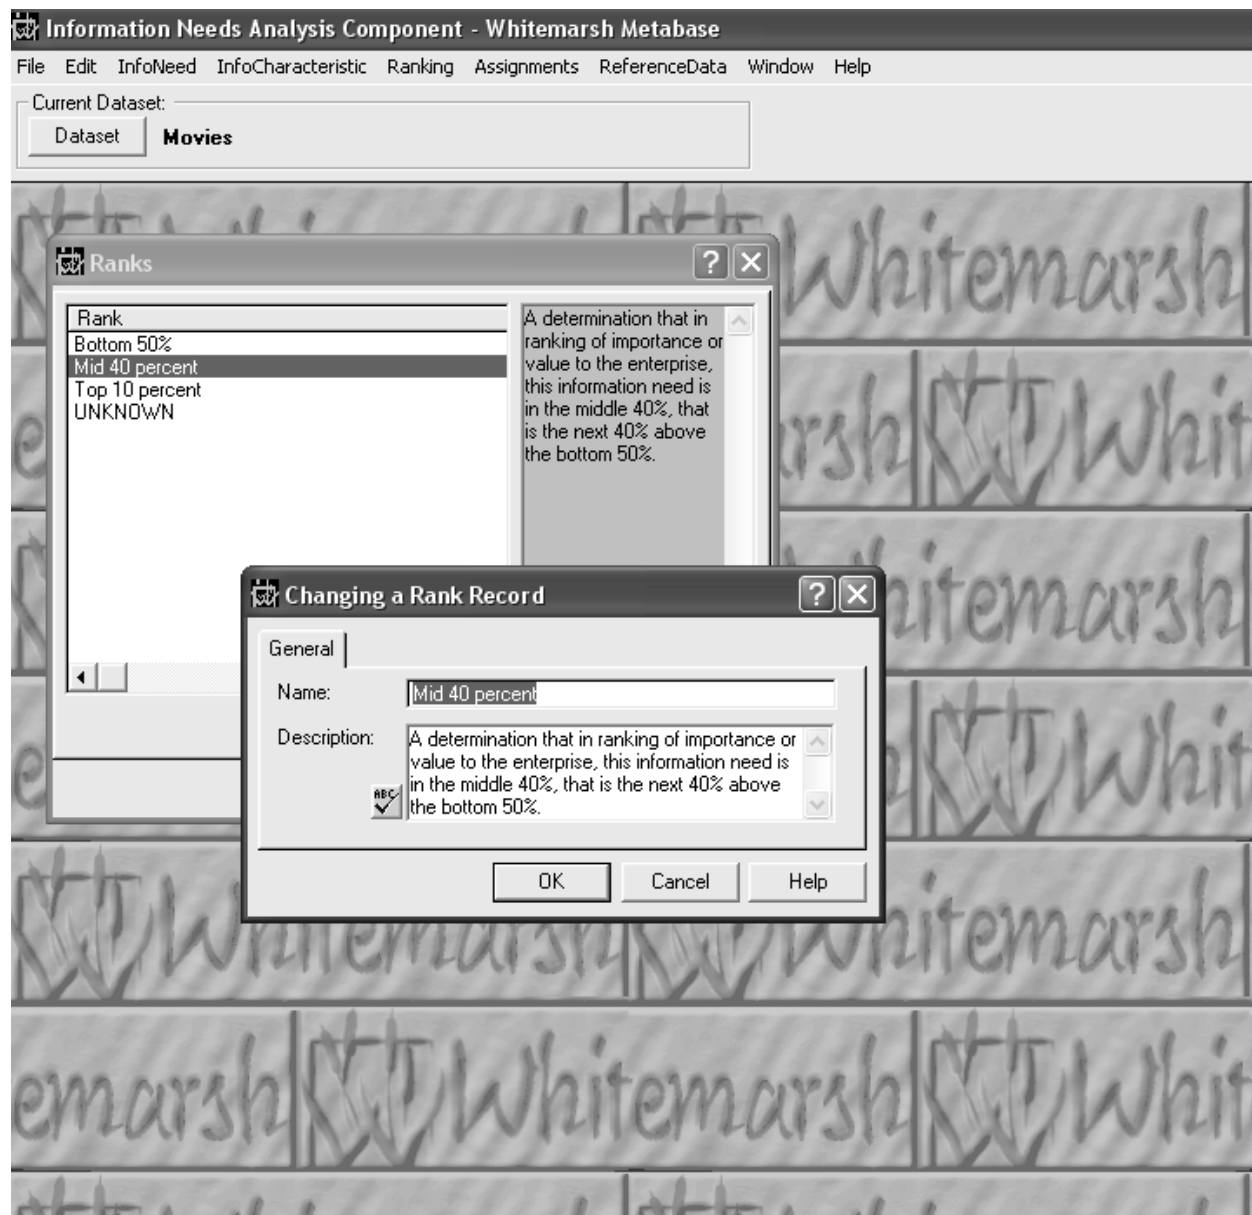 Information Needs Analysis Component - Whitemarsh Metabase
File Edit InfoNeed InfoCharacteristic Ranking Assignments ReferenceData Window Help
Current Dataset:
Dataset Movies
Ranks
Rank
Bottom 50%
Mid 40 percent
Top 10 percent
UNKNOWN
A determination that in
ranking of importance or
value to the enterprise,
this information need is
in the middle 40%, that
is the next 40% above
the bottom 50%.
Changing a Rank Record
General
Name: Mid 40 percent
Description: A determination that in ranking of importance or
value to the enterprise, this information need is
in the middle 40%, that is the next 40% above
the bottom 50%.
ABC
OK Cancel Help
Whitemarsh
Whitemarsh
Whitemarsh
Whitemarsh
Whitemarsh